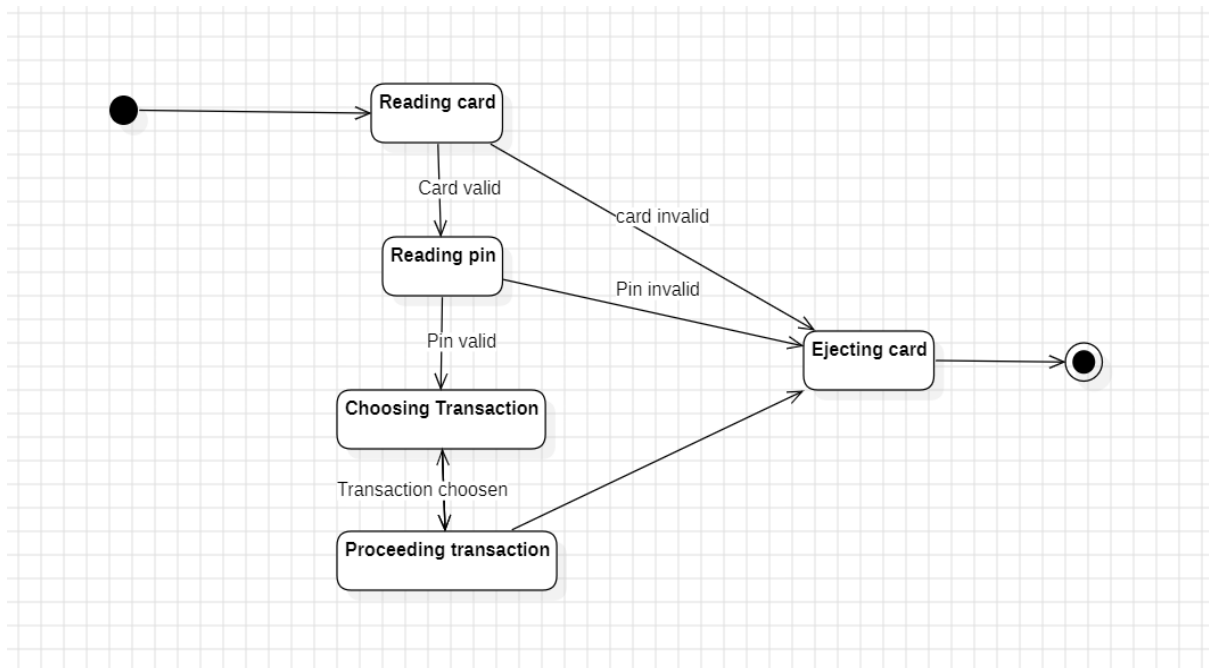 Reading card
Card valid
card invalid
Reading pin
Pin invalid
Pin valid
Ejecting card
Choosing Transaction
Transaction choosen
Proceeding transaction